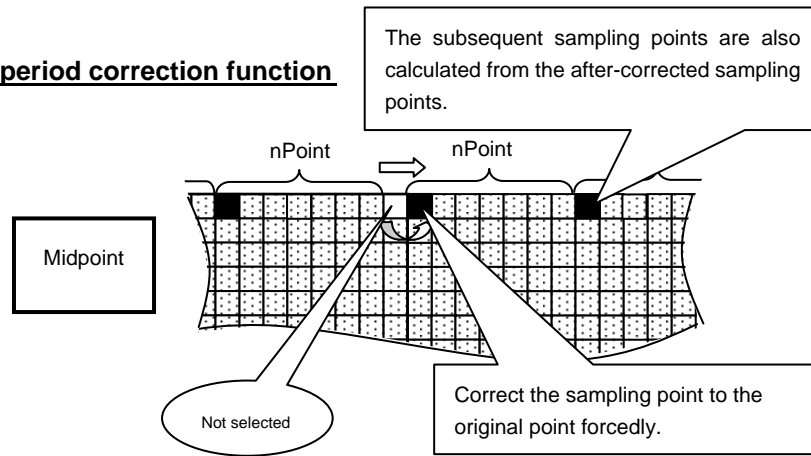 The subsequent sampling points are also
calculated from the after-corrected sampling
points.
period correction function
nPoint
nPoint
Midpoint
Not selected
Correct the sampling point to the
original point forcedly.